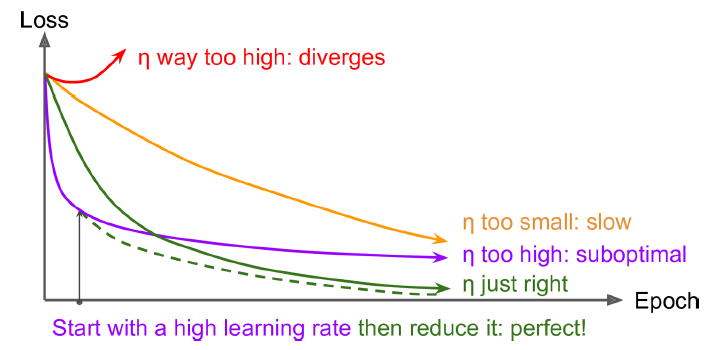 Loss
η way too high: diverges
η too small: slow
η too high: suboptimal
η just right
Epoch
Start with a high learning rate then reduce it: perfect!